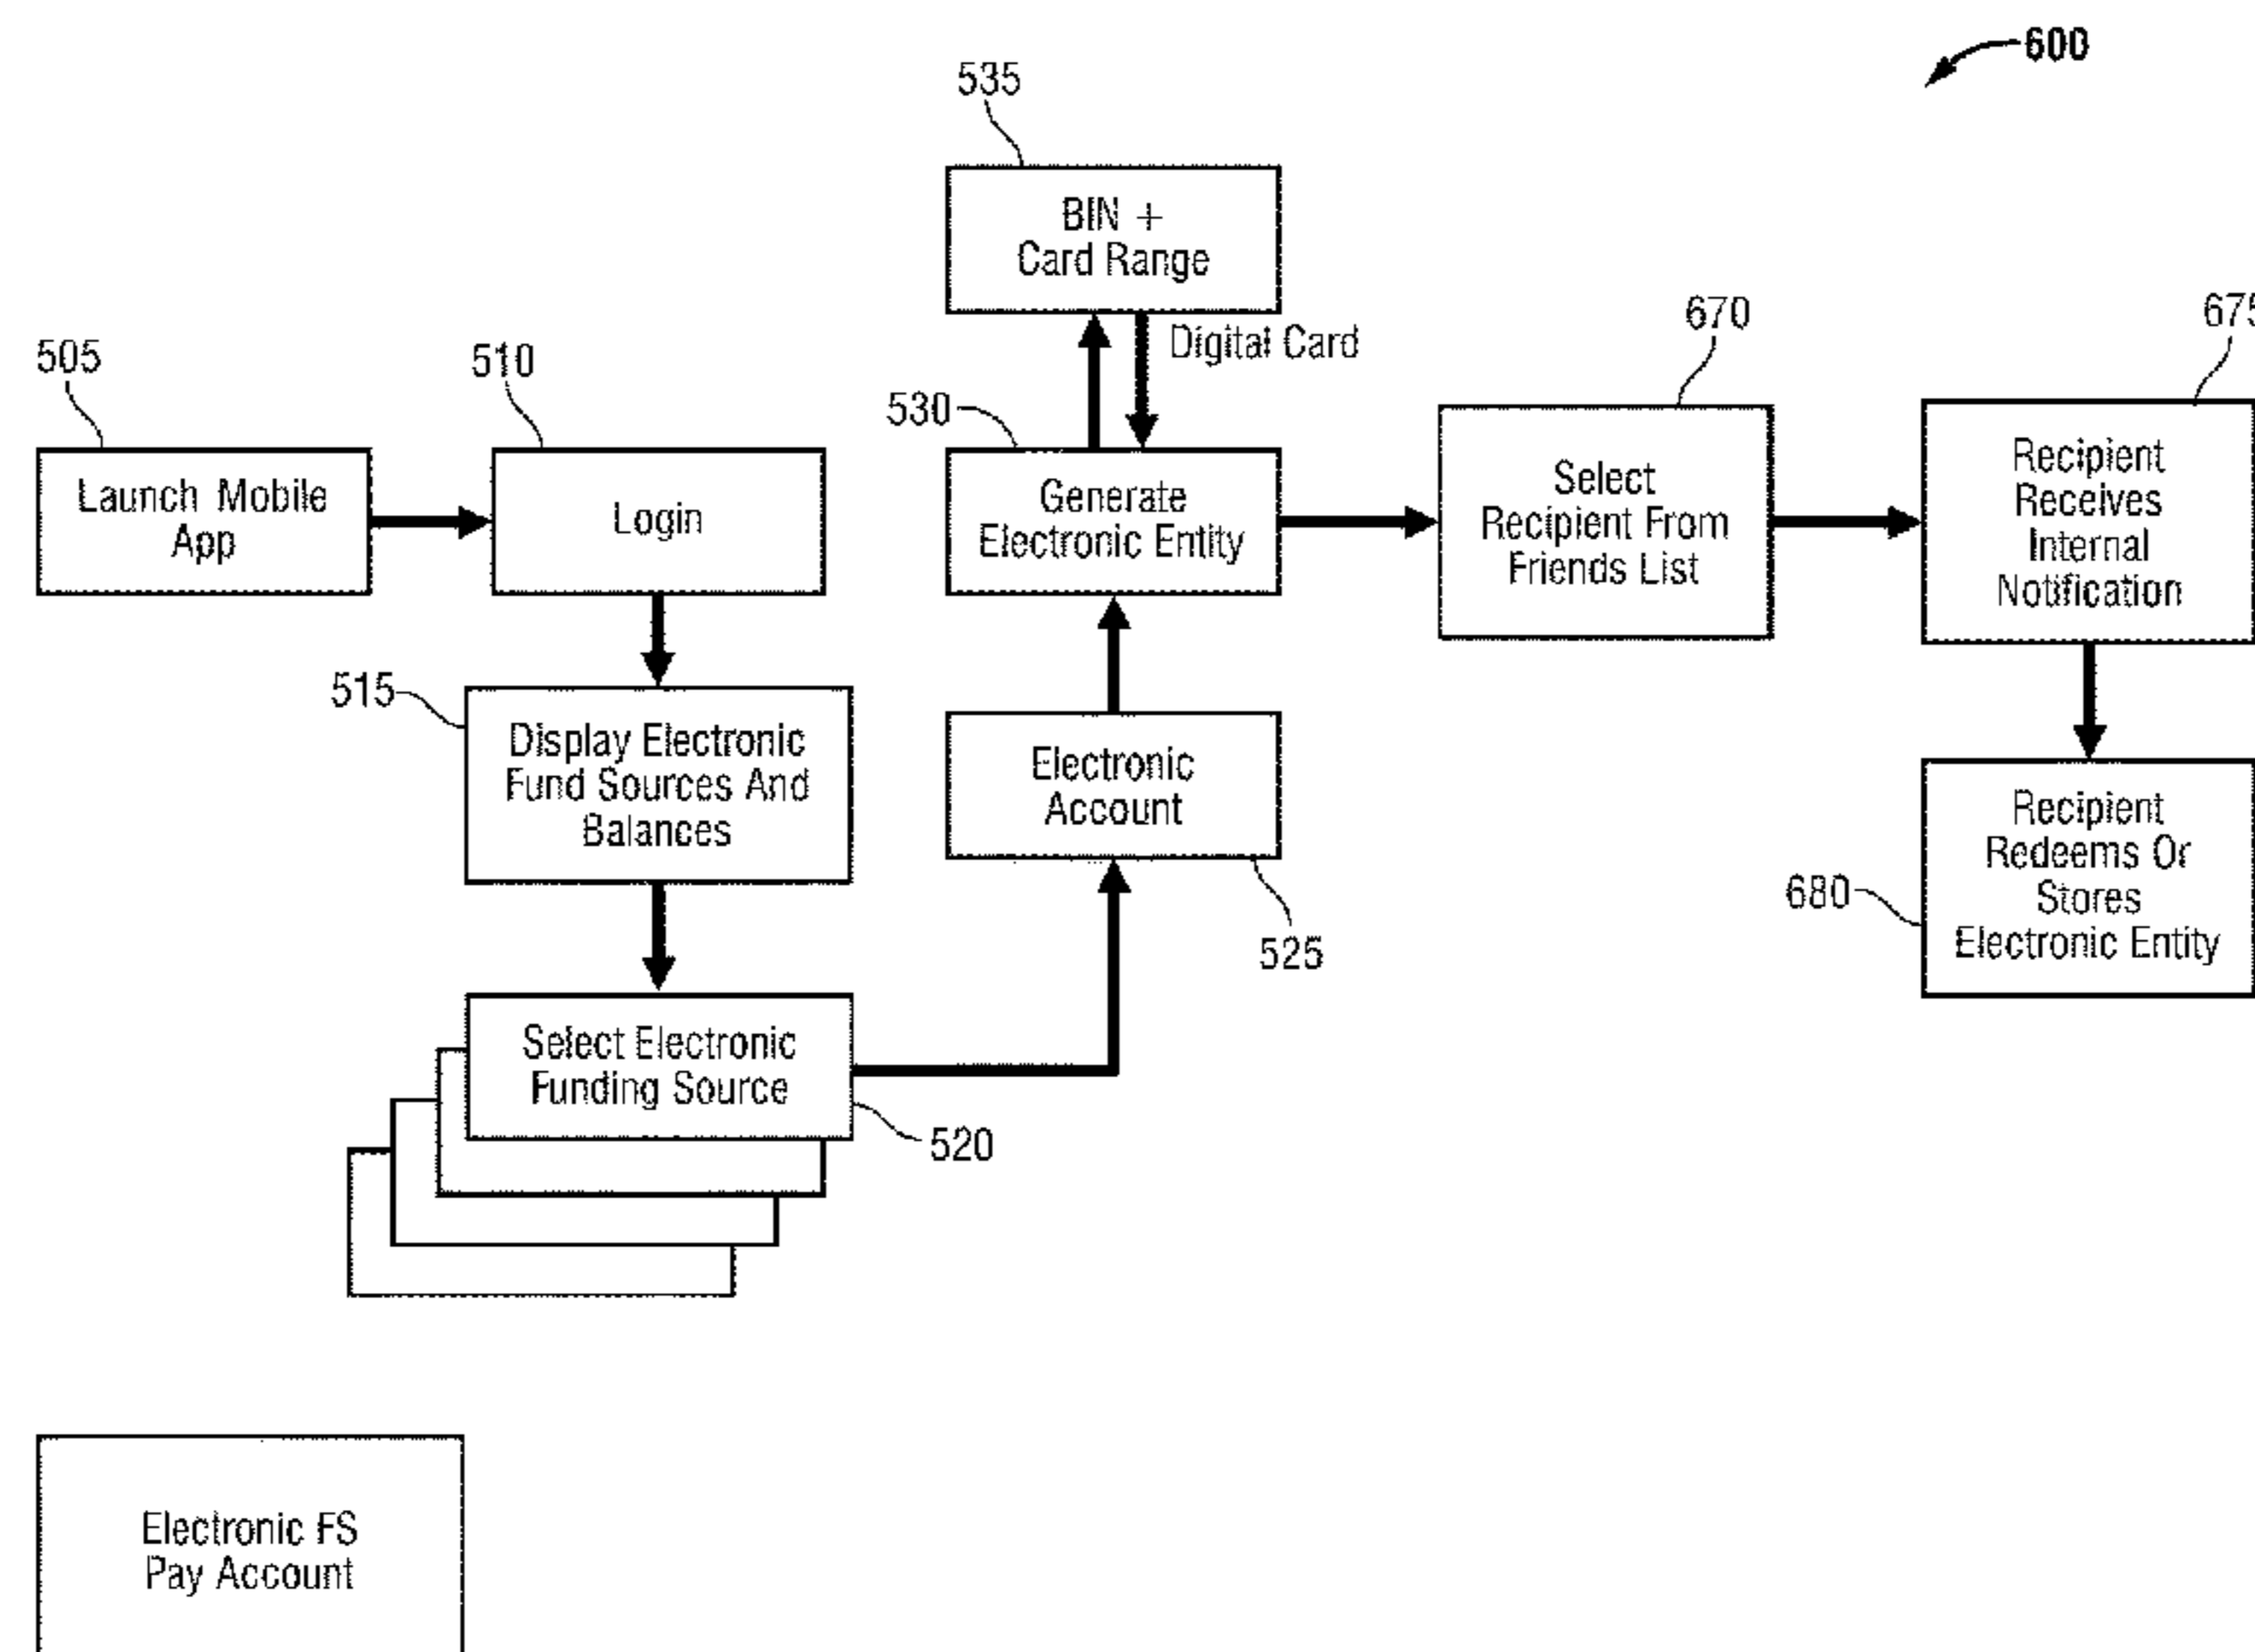 600
535
BIN +
Card Range
Digital Card
505
Launch Mobile
App
510
Login
530
Generate
Electronic Entity
670
Select
Recipient From
Friends List
675
Recipient
Receives
Internal
Notification
515
Display Electronic
Fund Sources And
Balances
Electronic
Account
525
680
Recipient
Redeems Or
Stores
Electronic Entity
Select Electronic
Funding Source
520
Electronic FS
Pay Account